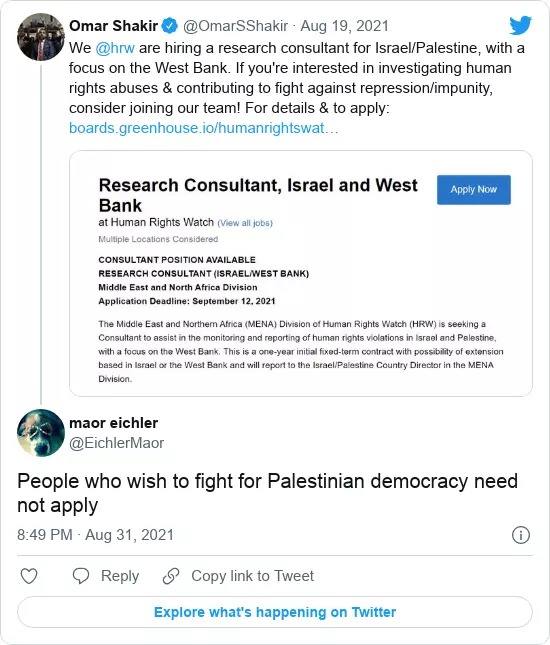 Omar Shakir @OmarSShakir · Aug 19, 2021
We @hrw are hiring a research consultant for Israel/Palestine, with a
focus on the West Bank. If you're interested in investigating human
rights abuses & contributing to fight against repression/impunity,
consider joining our team! For details & to apply:
boards.greenhouse.io/humanrightswat…
Research Consultant, Israel and West
Bank
Apply Now
at Human Rights Watch (View all jobs)
Multiple Locations Considered
CONSULTANT POSITION AVAILABLE
RESEARCH CONSULTANT (ISRAEL/WEST BANK)
Middle East and North Africa Division
Application Deadline: September 12, 2021
The Middle East and Northern Africa (MENA) Division of Human Rights Watch (HRW) is seeking a
Consultant to assist in the monitoring and reporting of human rights violations in Israel and Palestine,
with a focus on the West Bank. This is a one-year initial fixed-term contract with possibility of extension
based in Israel or the West Bank and will report to the Israel/Palestine Country Director in the MENA
Division.
maor eichler
@EichlerMaor
People who wish to fight for Palestinian democracy need
not apply
8:49 PM · Aug 31, 2021
Reply
Copy link to Tweet
Explore what's happening on Twitter